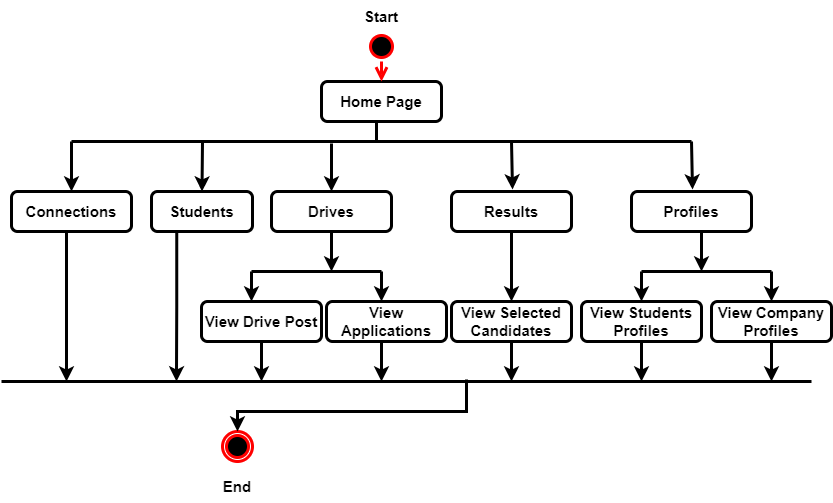 Start
Home Page
Connections
Students
Drives
Results
Profiles
View Drive Post
View
Applications
View Selected
Candidates
View Students
Profiles
View Company
Profiles
End